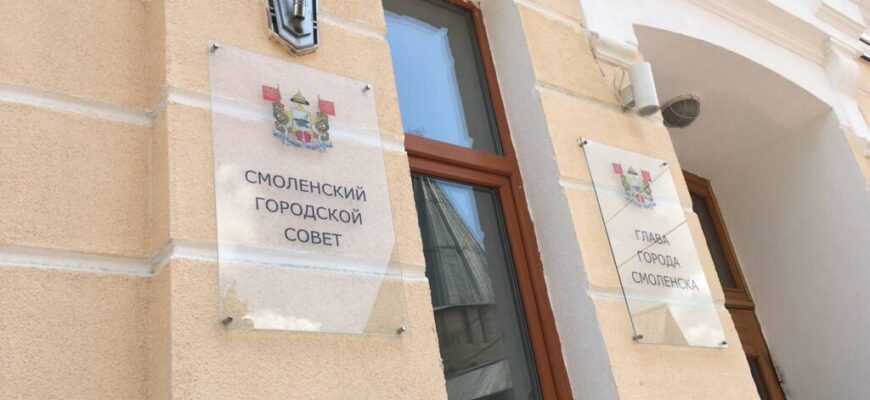 СМОЛЕНСКИЙ
ГОРОДСКОЙ
СОВЕТ
ГЛАВА
ГОРОДА
СМОЛЕНСКА